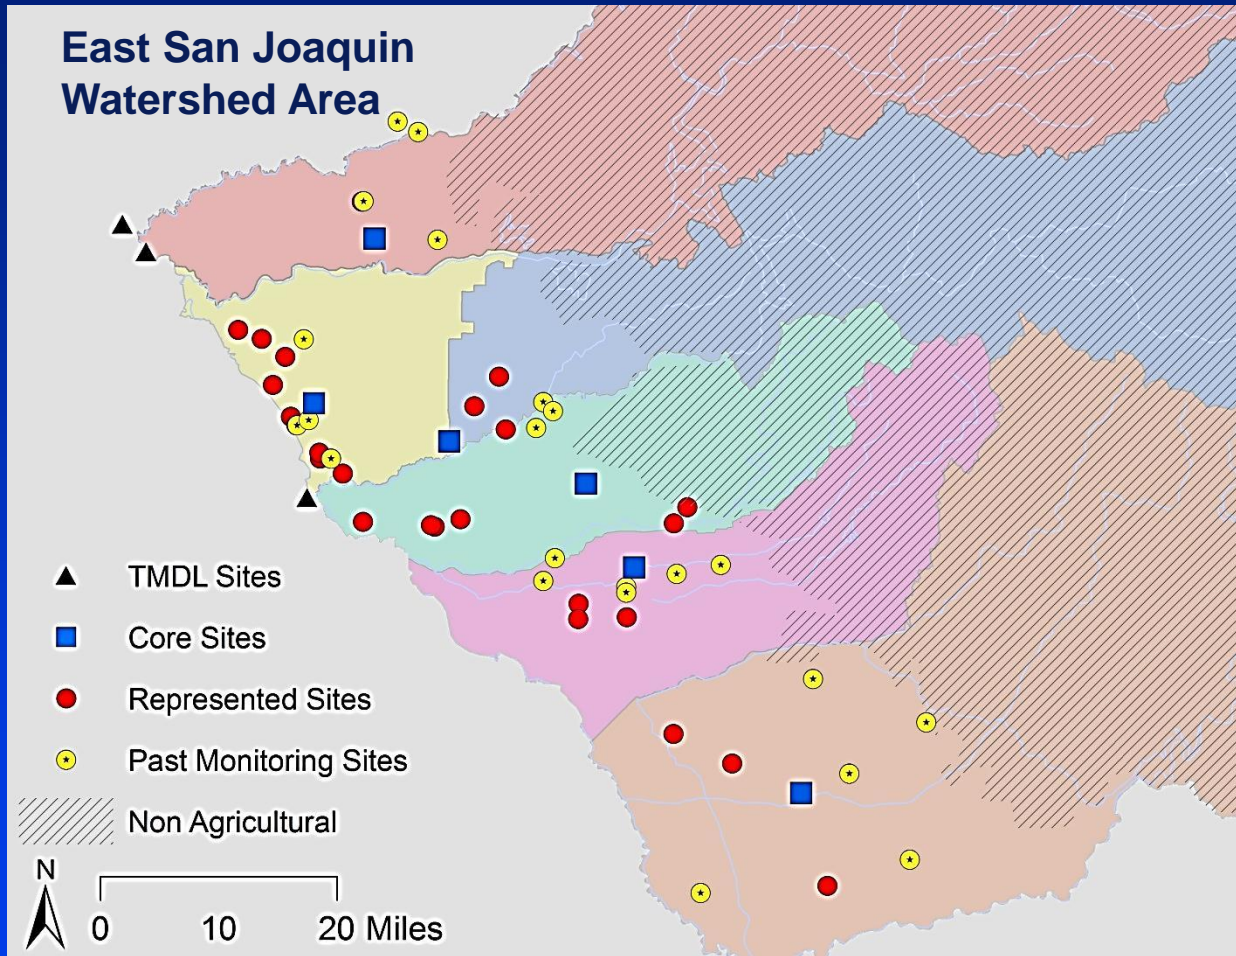 East San Joaquin
Watershed Area
TMDL Sites
Core Sites
Represented Sites
Past Monitoring Sites
Non Agricultural
N
0 10 20 Miles